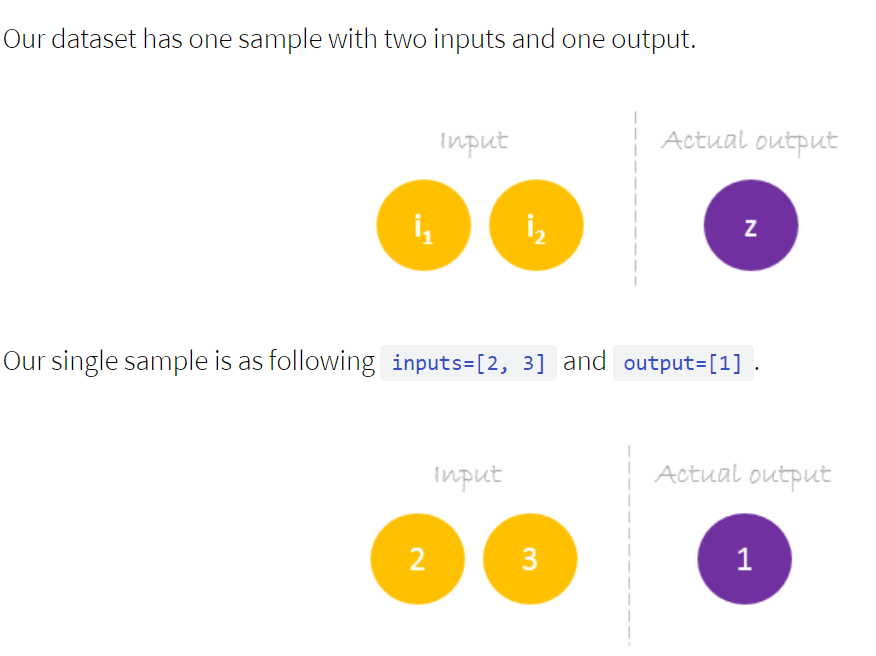 Our dataset has one sample with two inputs and one output.
Input Actual output
i₁ i₂ z
Our single sample is as following inputs=[2, 3] and output=[1] .
Input Actual output
2 3 1